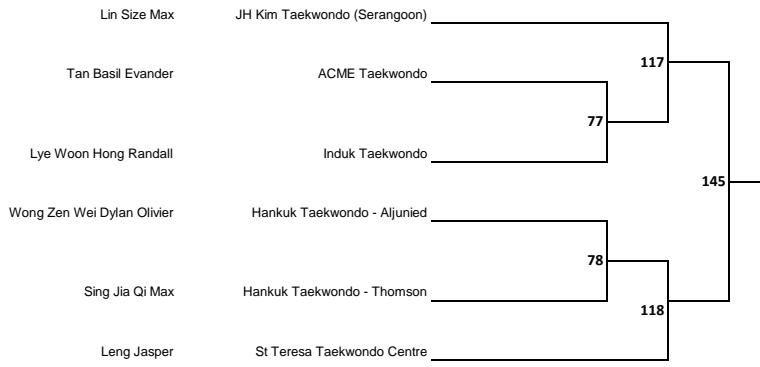 Lin Size Max JH Kim Taekwondo (Serangoon)
117
Tan Basil Evander ACME Taekwondo
77
Lye Woon Hong Randall Induk Taekwondo
145
Wong Zen Wei Dylan Olivier Hankuk Taekwondo - Aljunied
78
Sing Jia Qi Max Hankuk Taekwondo - Thomson
118
Leng Jasper St Teresa Taekwondo Centre